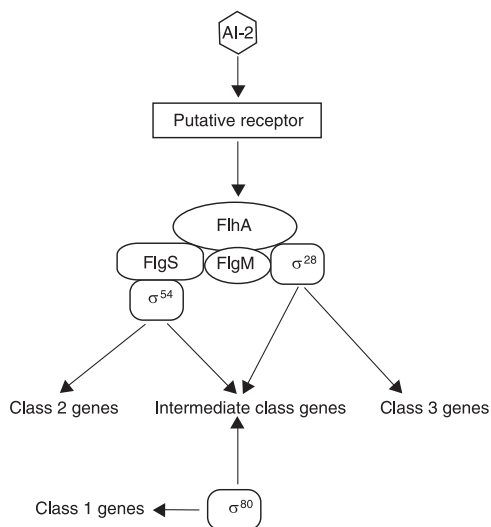 AI-2
Putative receptor
FlhA
FlgS
FlgM
σ²⁸
σ⁵⁴
Class 2 genes
Intermediate class genes
Class 3 genes
Class 1 genes
σ⁸⁰